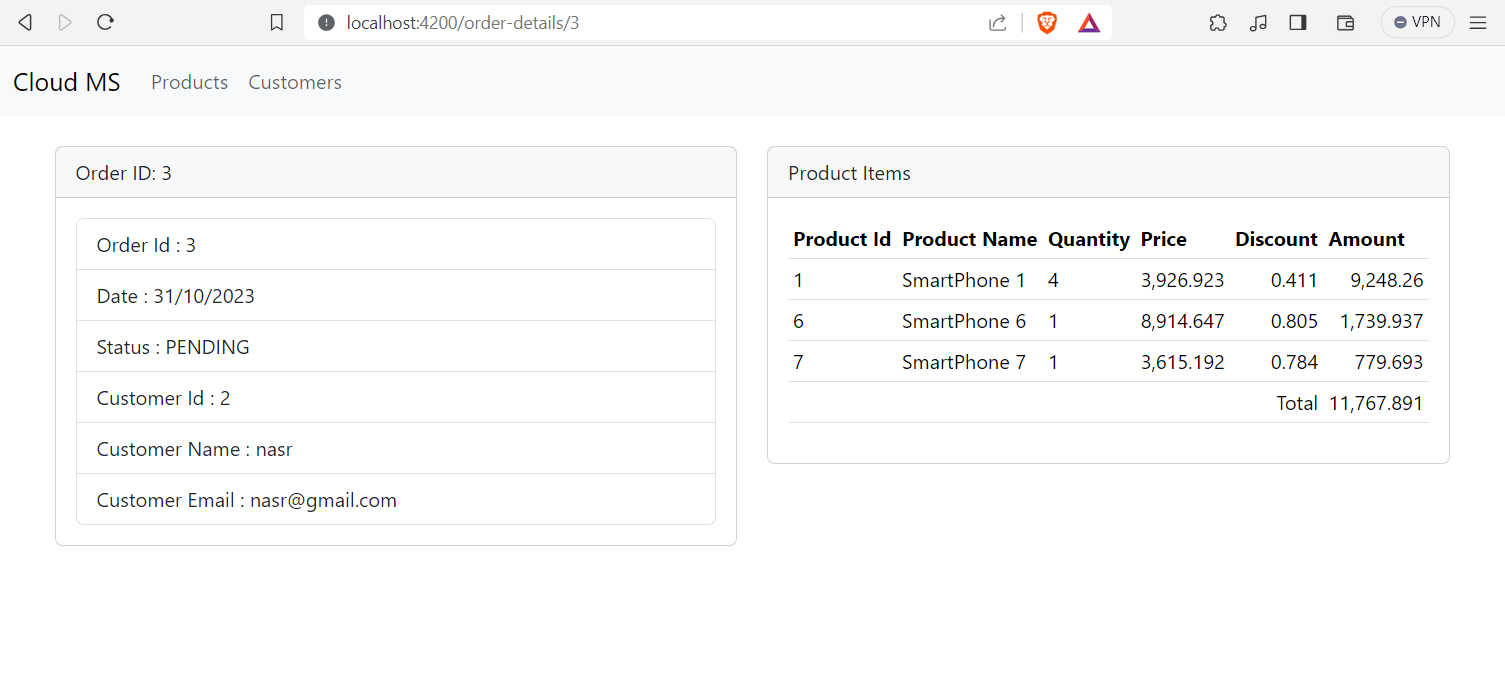 localhost:4200/order-details/3
VPN
Cloud MS Products Customers
Order ID: 3
Order Id : 3
Date : 31/10/2023
Status : PENDING
Customer Id : 2
Customer Name : nasr
Customer Email : nasr@gmail.com
Product Items
Product Id Product Name Quantity Price Discount Amount
1 SmartPhone 1 4 3,926.923 0.411 9,248.26
6 SmartPhone 6 1 8,914.647 0.805 1,739.937
7 SmartPhone 7 1 3,615.192 0.784 779.693
Total 11,767.891